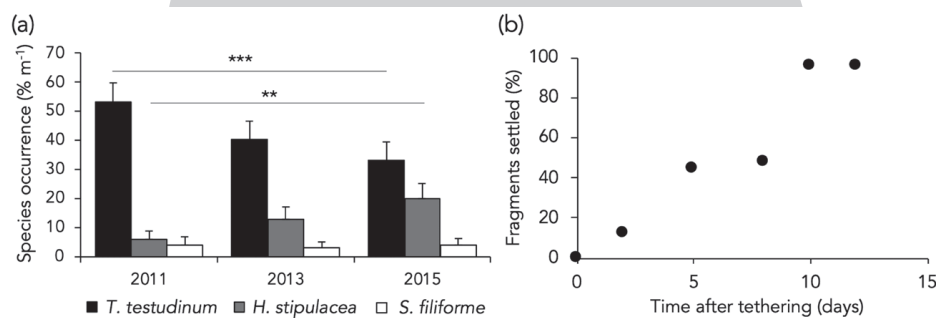 (a)
Species occurrence (% m⁻¹)
70
60
50
40
30
20
10
0
***
**
2011 2013 2015
T. testudinum H. stipulacea S. filiforme
(b)
Fragments settled (%)
100
80
60
40
20
0
0 5 10 15
Time after tethering (days)